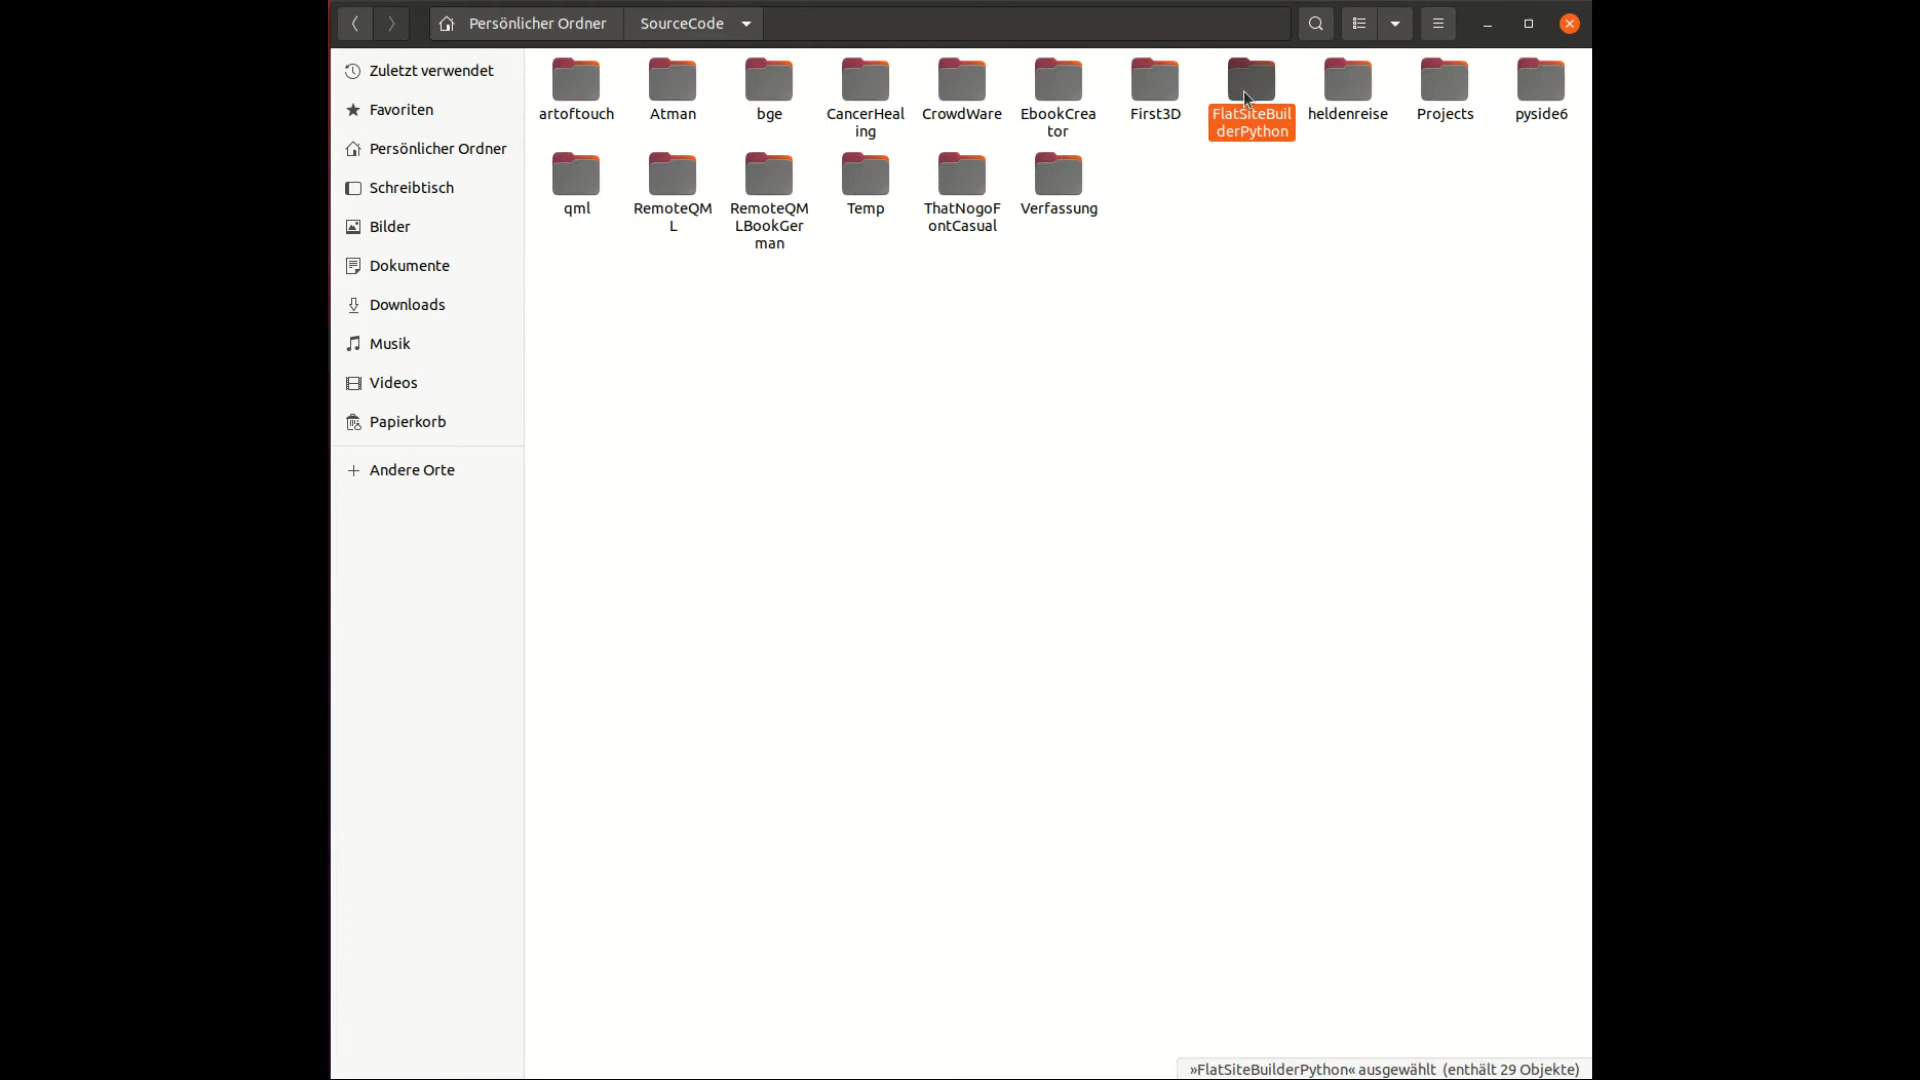 Persönlicher Ordner
SourceCode
Zuletzt verwendet
Favoriten
Persönlicher Ordner
Schreibtisch
Bilder
Dokumente
Downloads
Musik
Videos
Papierkorb
Andere Orte
artoftouch
Atman
bge
CancerHeal
ing
CrowdWare
EbookCrea
tor
First3D
FlatSiteBuil
derPython
heldenreise
Projects
pyside6
qml
RemoteQM
L
RemoteQM
LBookGer
man
Temp
ThatNogoF
ontCasual
Verfassung
»FlatSiteBuilderPython« ausgewählt (enthält 29 Objekte)